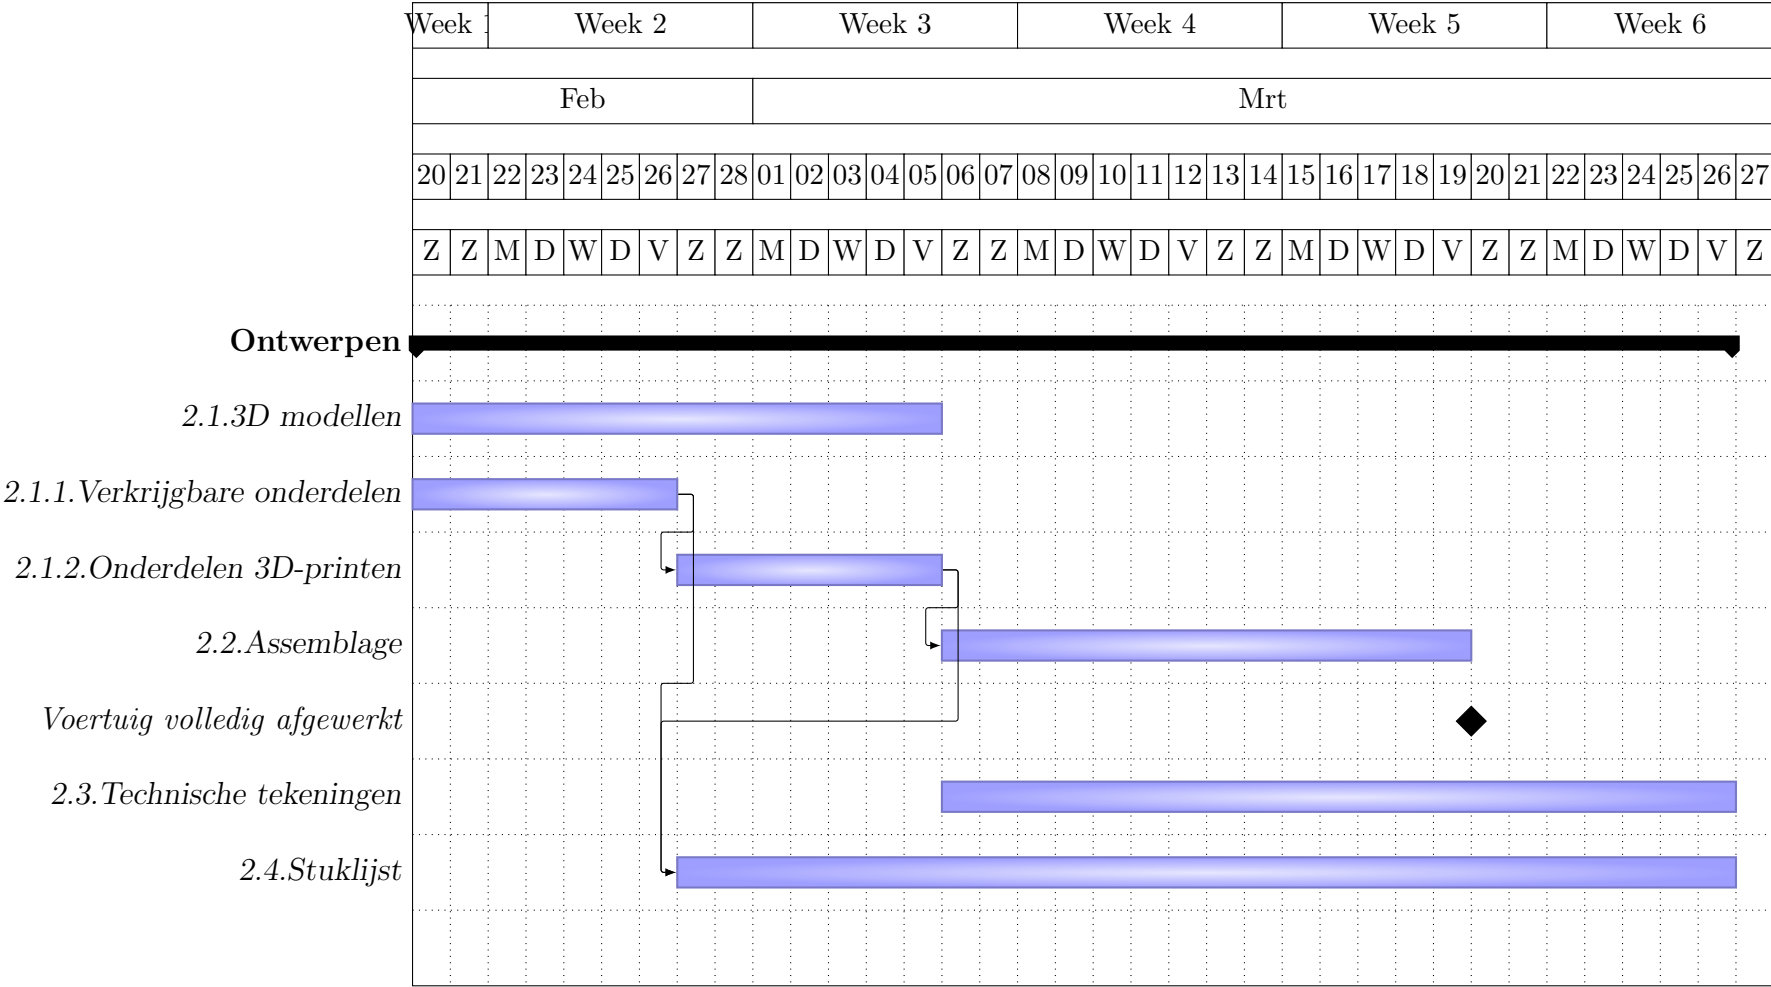 Week 1 Week 2 Week 3 Week 4 Week 5 Week 6
Feb Mrt
20 21 22 23 24 25 26 27 28 01 02 03 04 05 06 07 08 09 10 11 12 13 14 15 16 17 18 19 20 21 22 23 24 25 26 27
Z Z M D W D V Z Z M D W D V Z Z M D W D V Z Z M D W D V Z Z M D W D V Z
Ontwerpen
2.1.3D modellen
2.1.1.Verkrijgbare onderdelen
2.1.2.Onderdelen 3D-printen
2.2.Assemblage
Voertuig volledig afgewerkt
2.3.Technische tekeningen
2.4.Stuklijst